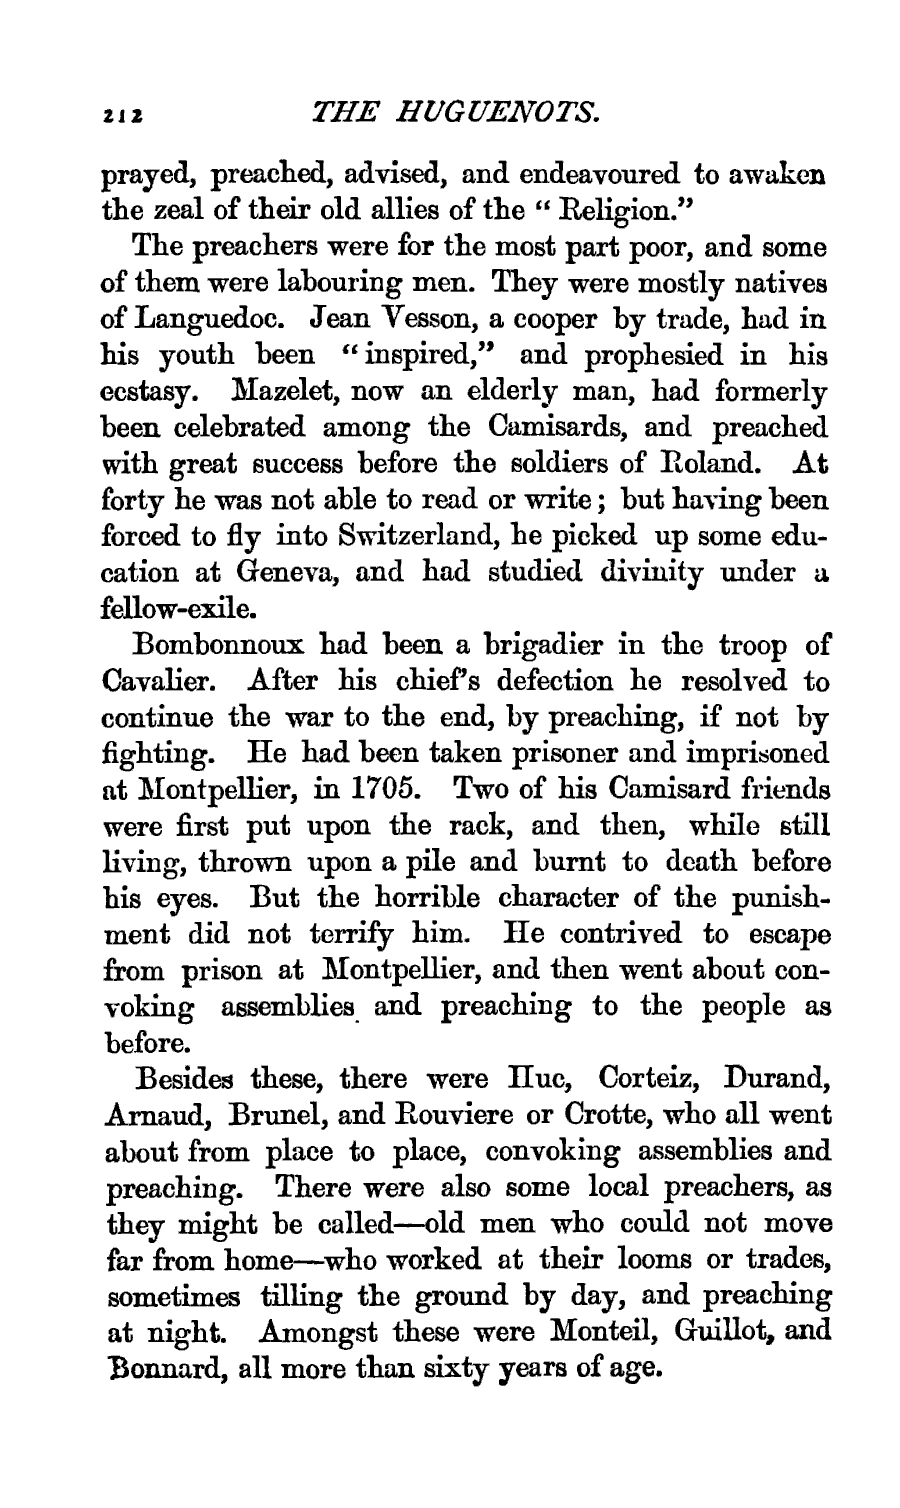 212 THE HUGUENOTS.
prayed, preached, advised, and endeavoured to awaken
the zeal of their old allies of the “ Religion.”
The preachers were for the most part poor, and some
of them were labouring men. They were mostly natives
of Languedoc. Jean Vesson, a cooper by trade, had in
his youth been “ inspired,” and prophesied in his
ecstasy. Mazelet, now an elderly man, had formerly
been celebrated among the Camisards, and preached
with great success before the soldiers of Roland. At
forty he was not able to read or write ; but having been
forced to fly into Switzerland, he picked up some edu-
cation at Geneva, and had studied divinity under a
fellow-exile.
Bombonnoux had been a brigadier in the troop of
Cavalier. After his chief’s defection he resolved to
continue the war to the end, by preaching, if not by
fighting. He had been taken prisoner and imprisoned
at Montpellier, in 1705. Two of his Camisard friends
were first put upon the rack, and then, while still
living, thrown upon a pile and burnt to death before
his eyes. But the horrible character of the punish-
ment did not terrify him. He contrived to escape
from prison at Montpellier, and then went about con-
voking assemblies and preaching to the people as
before.
Besides these, there were Huc, Corteiz, Durand,
Arnaud, Brunel, and Rouviere or Crotte, who all went
about from place to place, convoking assemblies and
preaching. There were also some local preachers, as
they might be called—old men who could not move
far from home—who worked at their looms or trades,
sometimes tilling the ground by day, and preaching
at night. Amongst these were Monteil, Guillot, and
Bonnard, all more than sixty years of age.